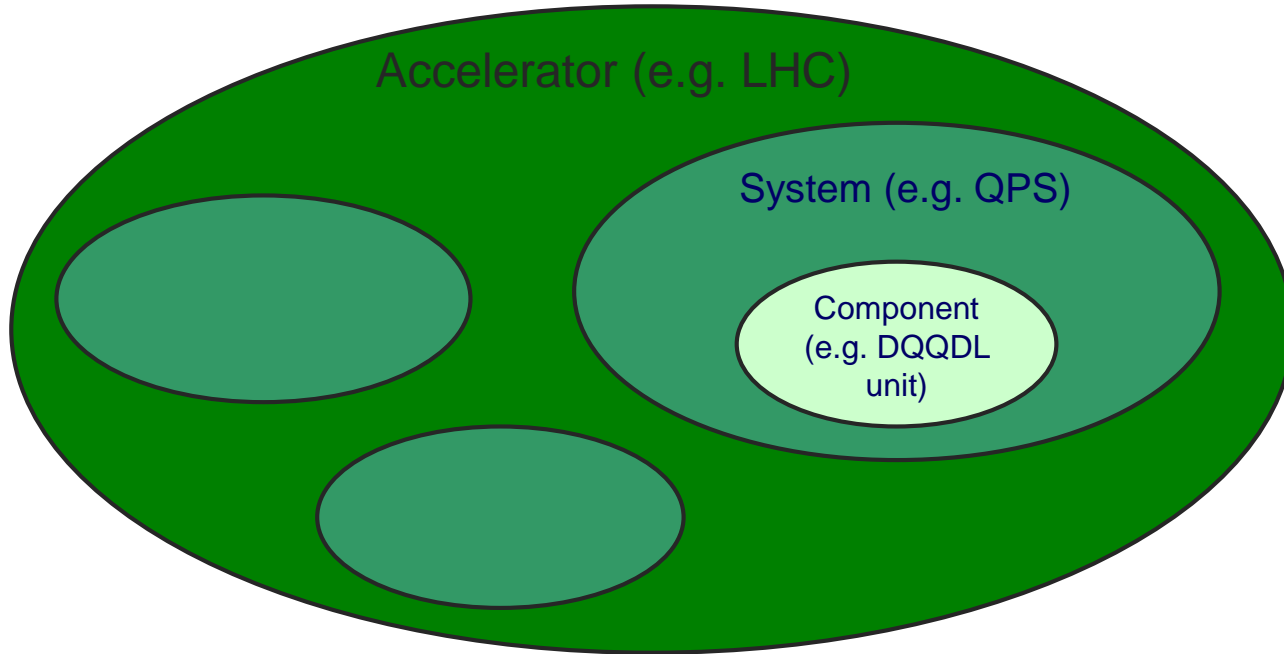 Accelerator (e.g. LHC)
System (e.g. QPS)
Component
(e.g. DQQDL
unit)